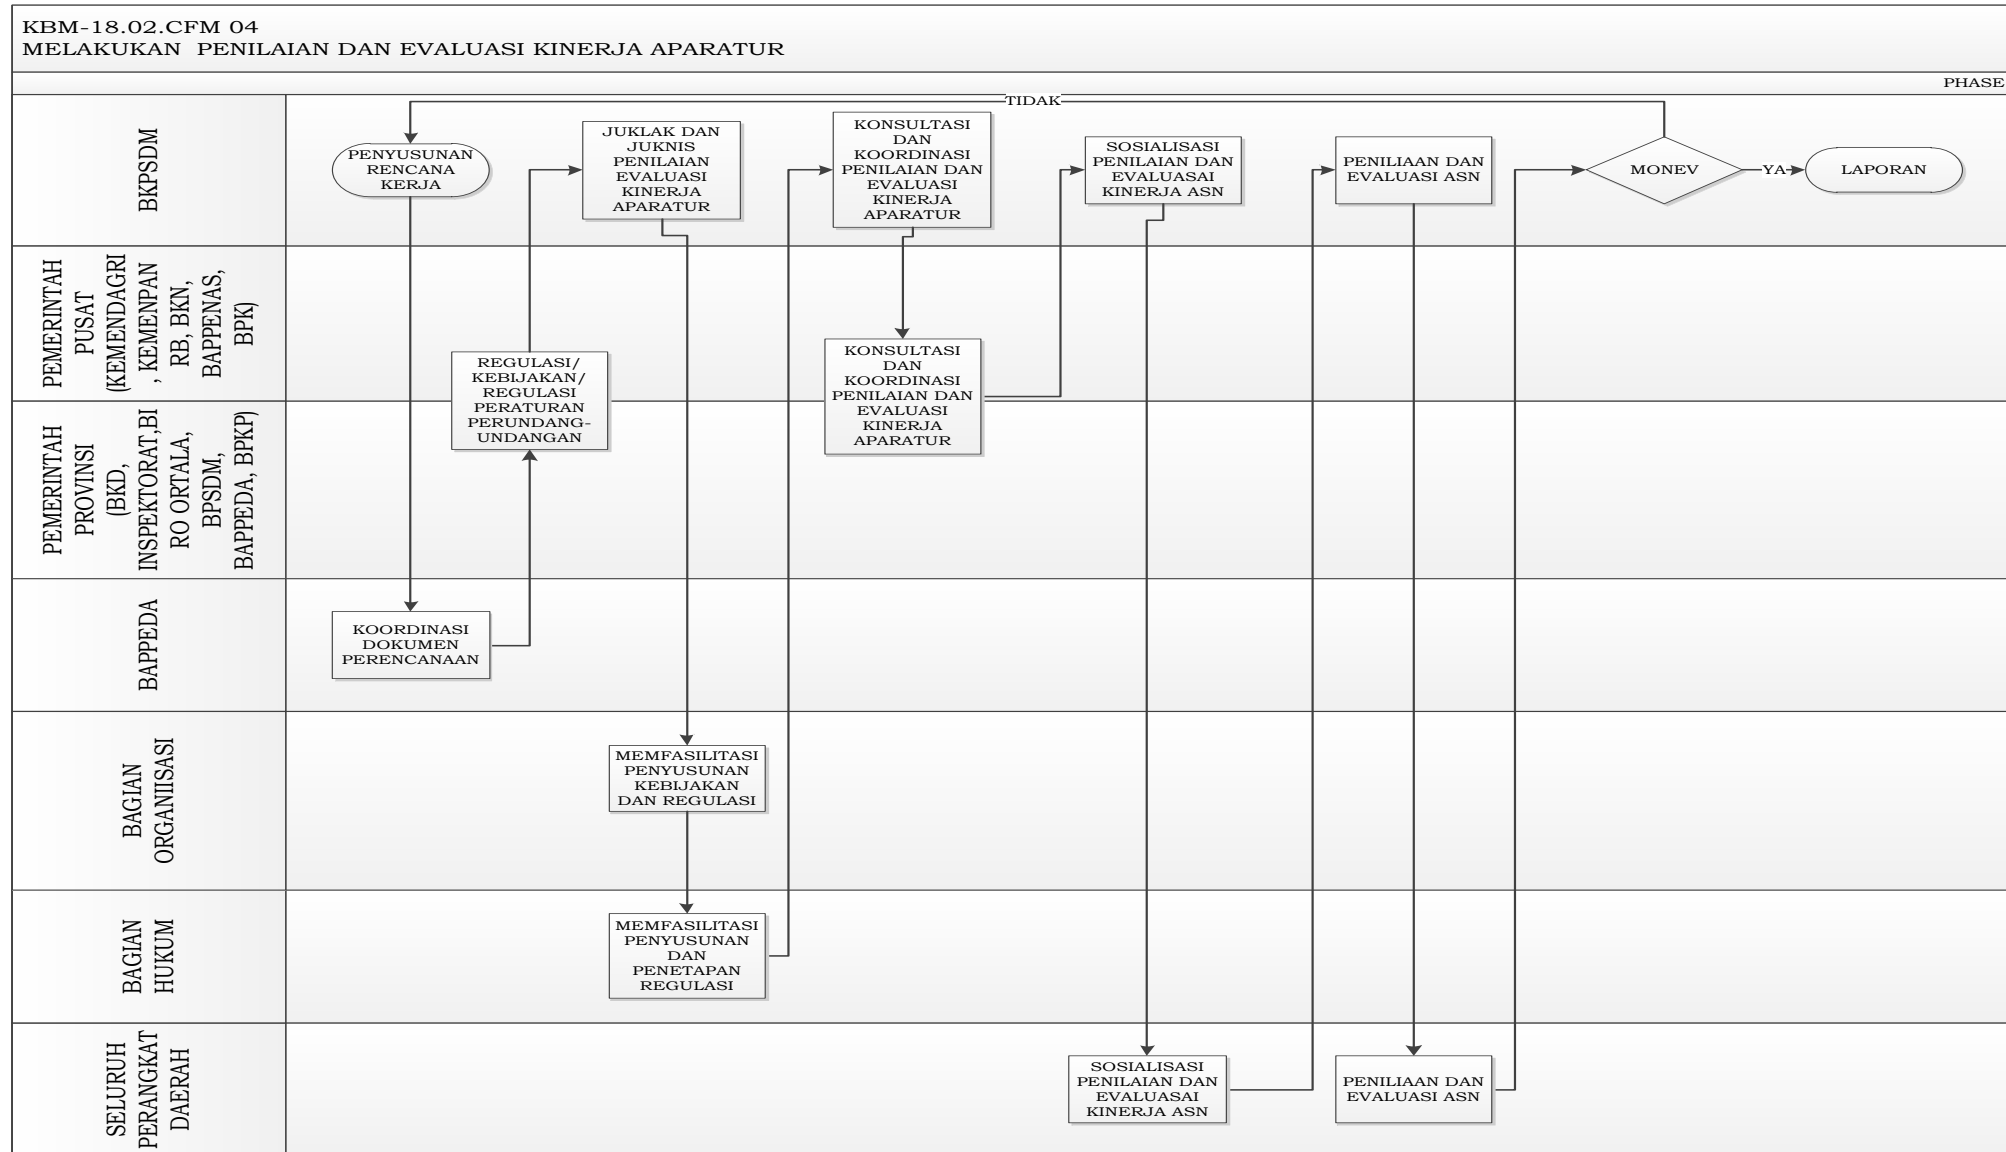 KBM-18.02.CFM 04
MELAKUKAN  PENILAIAN DAN EVALUASI KINERJA APARATUR
PHASE
BKPSDM
TIDAK
PENYUSUNAN
RENCANA
KERJA
JUKLAK DAN
JUKNIS
PENILAIAN
EVALUASI
KINERJA
APARATUR
KONSULTASI
DAN
KOORDINASI
PENILAIAN DAN
EVALUASI
KINERJA
APARATUR
SOSIALISASI
PENILAIAN DAN
EVALUASAI
KINERJA ASN
PENILIAAN DAN
EVALUASI ASN
MONEV
YA
LAPORAN
PEMERINTAH
PUSAT
(KEMENDAGRI
, KEMENPAN
RB, BKN,
BAPPENAS,
BPK)
REGULASI/
KEBIJAKAN/
REGULASI
PERATURAN
PERUNDANG-
UNDANGAN
KONSULTASI
DAN
KOORDINASI
PENILAIAN DAN
EVALUASI
KINERJA
APARATUR
PEMERINTAH
PROVINSI
(BKD,
INSPEKTORAT,BI
RO ORTALA,
BPSDM,
BAPPEDA, BPKP)
BAPPEDA
KOORDINASI
DOKUMEN
PERENCANAAN
BAGIAN
ORGANIISASI
MEMFASILITASI
PENYUSUNAN
KEBIJAKAN
DAN REGULASI
BAGIAN
HUKUM
MEMFASILITASI
PENYUSUNAN
DAN
PENETAPAN
REGULASI
SELURUH
PERANGKAT
DAERAH
SOSIALISASI
PENILAIAN DAN
EVALUASAI
KINERJA ASN
PENILIAAN DAN
EVALUASI ASN